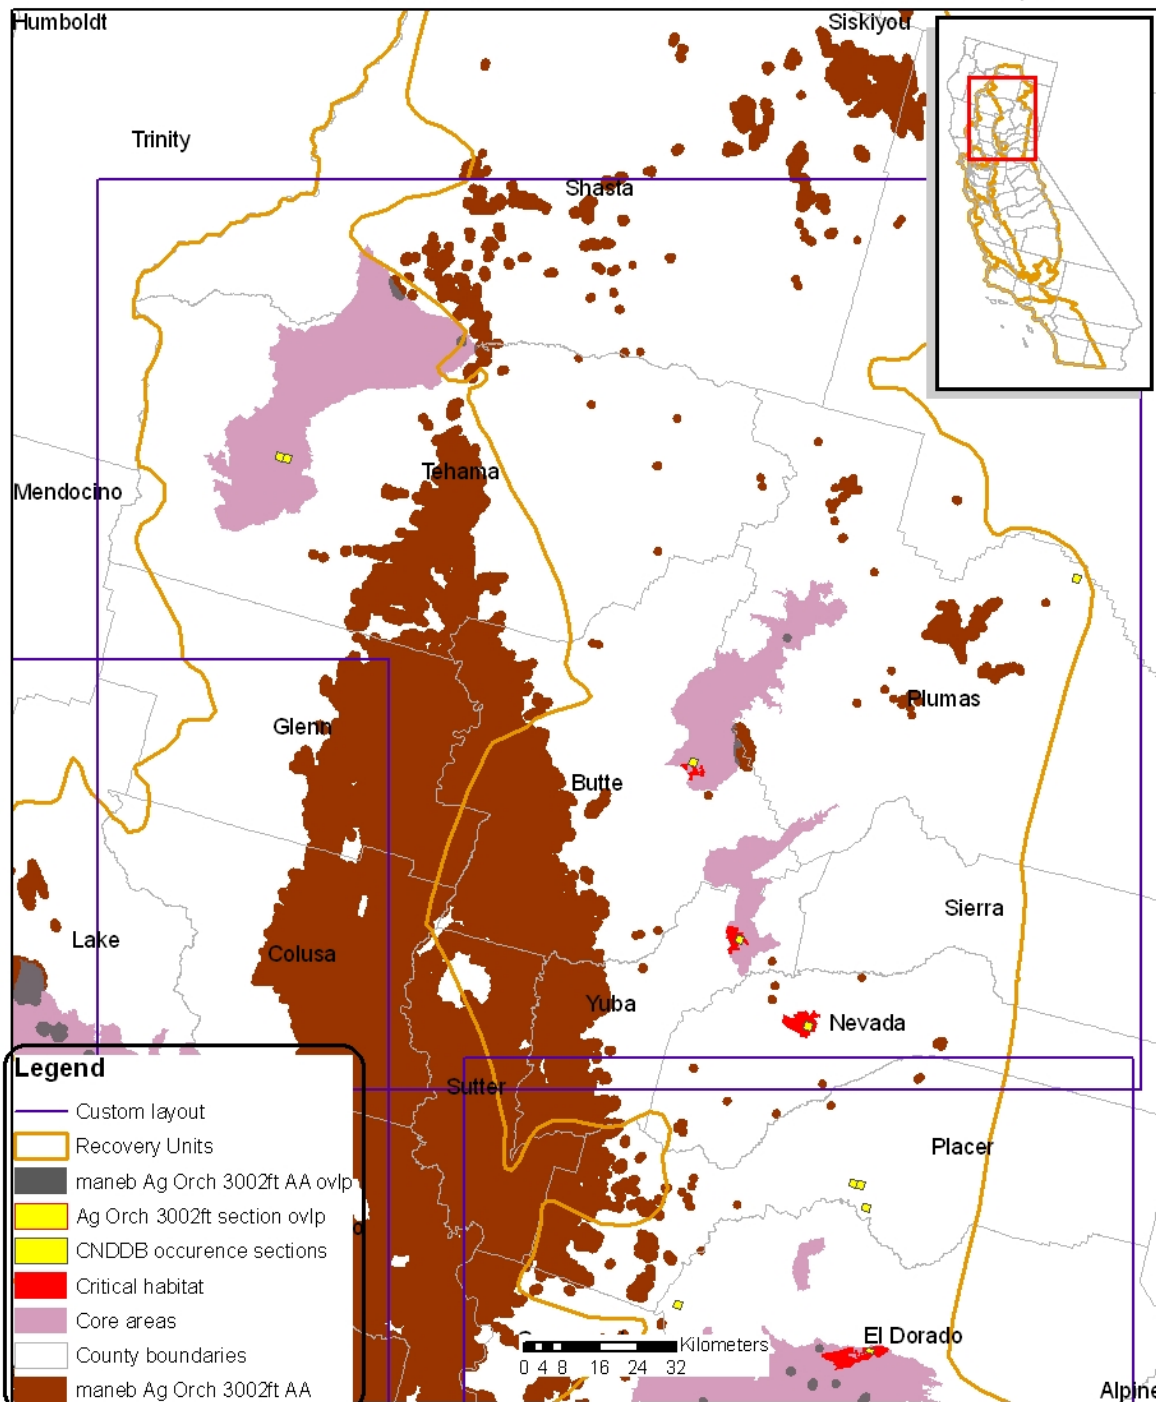 Humboldt
Siskiyou
Trinity
Shasta
Tehama
Mendocino
Plumas
Glenn
Butte
Sierra
Lake
Colusa
Yuba
Nevada
Sutter
Placer
El Dorado
Alpine
Legend
Custom layout
Recovery Units
maneb Ag Orch 3002ft AA ovlp
Ag Orch 3002ft section ovlp
CNDDB occurence sections
Critical habitat
Core areas
County boundaries
maneb Ag Orch 3002ft AA
Kilometers
0 4 8 16 24 32